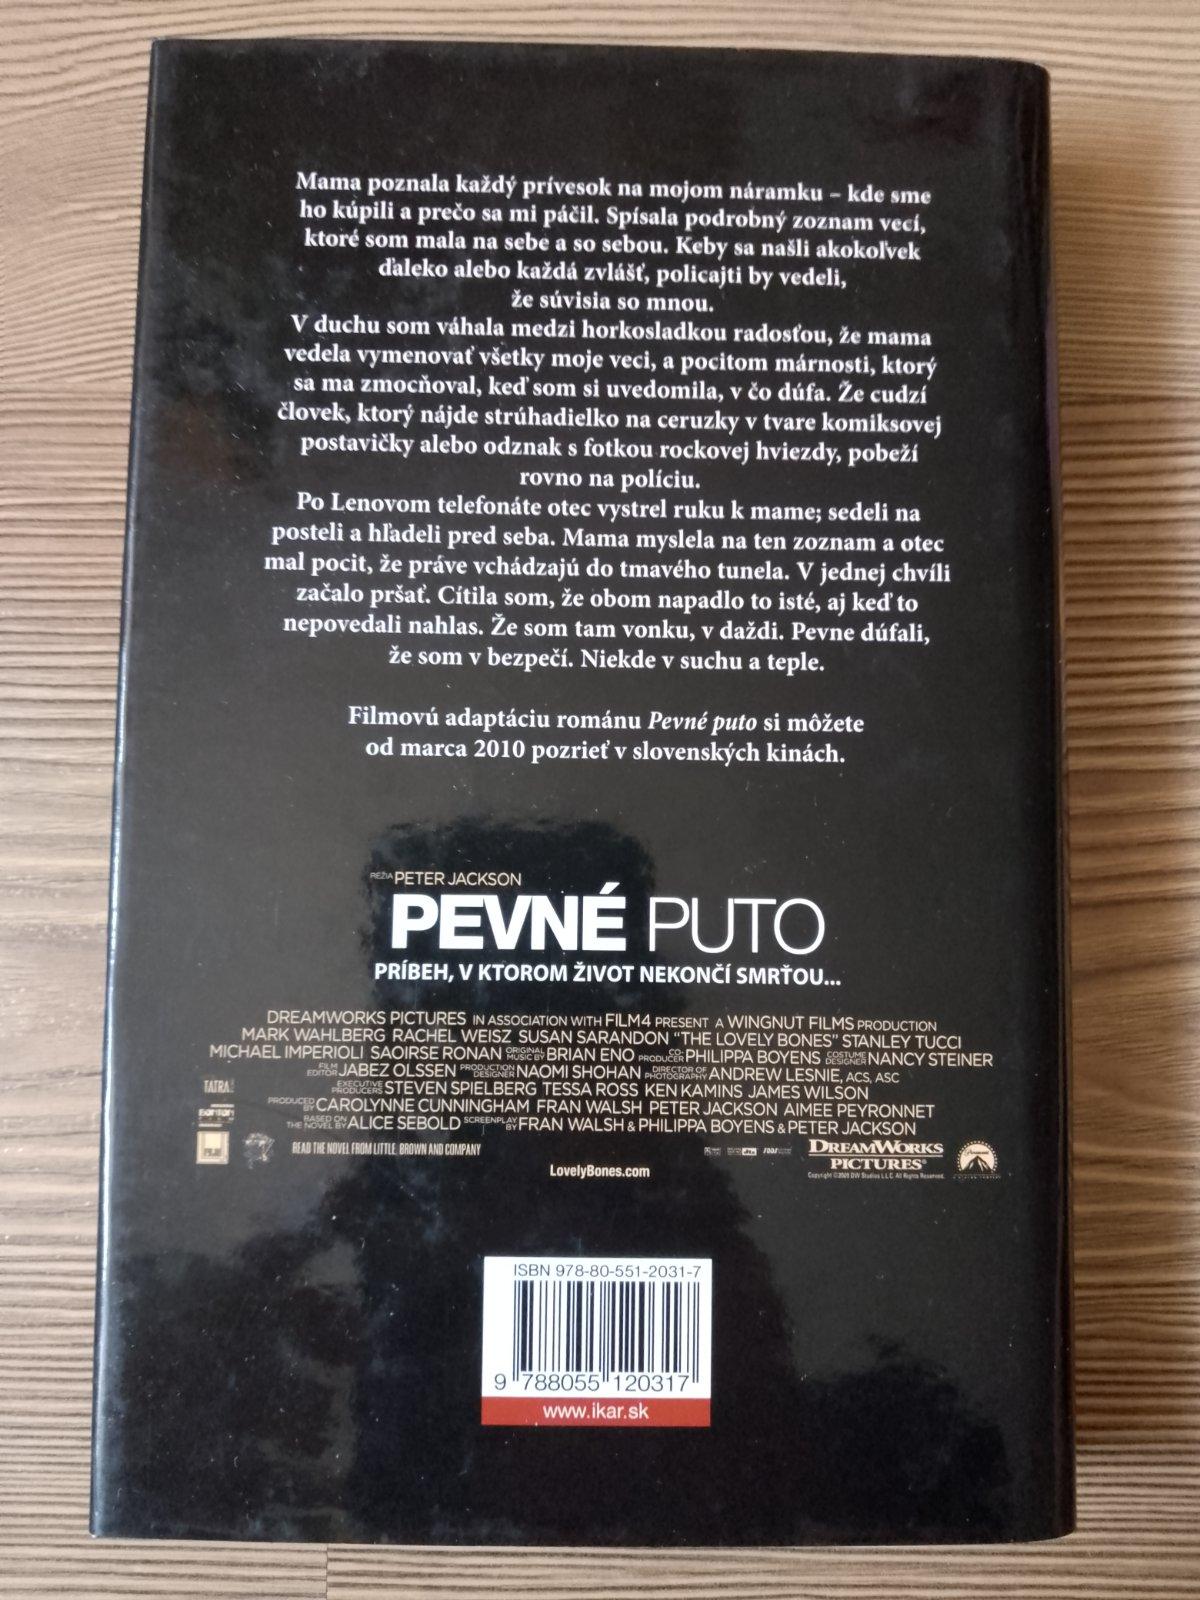 Mama poznala každý prívesok na mojom náramku – kde sme
ho kúpili a prečo sa mi páčil. Spísala podrobný zoznam vecí,
ktoré som mala na sebe a so sebou. Keby sa našli akokoľvek
ďaleko alebo každá zvlášť, policajti by vedeli,
že súvisia so mnou.
V duchu som váhala medzi horkosladkou radosťou, že mama
vedela vymenovať všetky moje veci, a pocitom márnosti, ktorý
sa ma zmocňoval, keď som si uvedomila, v čo dúfa. Že cudzí
človek, ktorý nájde strúhadielko na ceruzky v tvare komiksovej
postavičky alebo odznak s fotkou rockovej hviezdy, pobeží
rovno na políciu.
Po Lenovom telefonáte otec vystrel ruku k mame; sedeli na
posteli a hľadeli pred seba. Mama myslela na ten zoznam a otec
mal pocit, že práve vchádzajú do tmavého tunela. V jednej chvíli
začalo pršať. Cítila som, že obom napadlo to isté, aj keď to
nepovedali nahlas. Že som tam vonku, v daždi. Pevne dúfali,
že som v bezpečí. Niekde v suchu a teple.
Filmovú adaptáciu románu Pevné puto si môžete
od marca 2010 pozrieť v slovenských kinách.
RÉŽIA PETER JACKSON
PEVNÉ PUTO
PRÍBEH, V KTOROM ŽIVOT NEKONČÍ SMRŤOU...
DREAMWORKS PICTURES IN ASSOCIATION WITH FILM4 PRESENT A WINGNUT FILMS PRODUCTION
MARK WAHLBERG RACHEL WEISZ SUSAN SARANDON "THE LOVELY BONES" STANLEY TUCCI
MICHAEL IMPERIOLI SAOIRSE RONAN ORIGINAL MUSIC BY BRIAN ENO CO-PRODUCER PHILIPPA BOYENS COSTUME DESIGNER NANCY STEINER
FILM EDITOR JABEZ OLSSEN PRODUCTION DESIGNER NAOMI SHOHAN DIRECTOR OF PHOTOGRAPHY ANDREW LESNIE, ACS, ASC
EXECUTIVE PRODUCERS STEVEN SPIELBERG TESSA ROSS KEN KAMINS JAMES WILSON
PRODUCED BY CAROLYNNE CUNNINGHAM FRAN WALSH PETER JACKSON AIMEE PEYRONNET
BASED ON THE NOVEL BY ALICE SEBOLD SCREENPLAY BY FRAN WALSH & PHILIPPA BOYENS & PETER JACKSON
TATRA
READ THE NOVEL FROM LITTLE, BROWN AND COMPANY
DREAMWORKS
PICTURES
Copyright ©2009 DW Studios L.L.C. All Rights Reserved.
Paramount
LovelyBones.com
ISBN 978-80-551-2031-7
9 788055 120317
www.ikar.sk